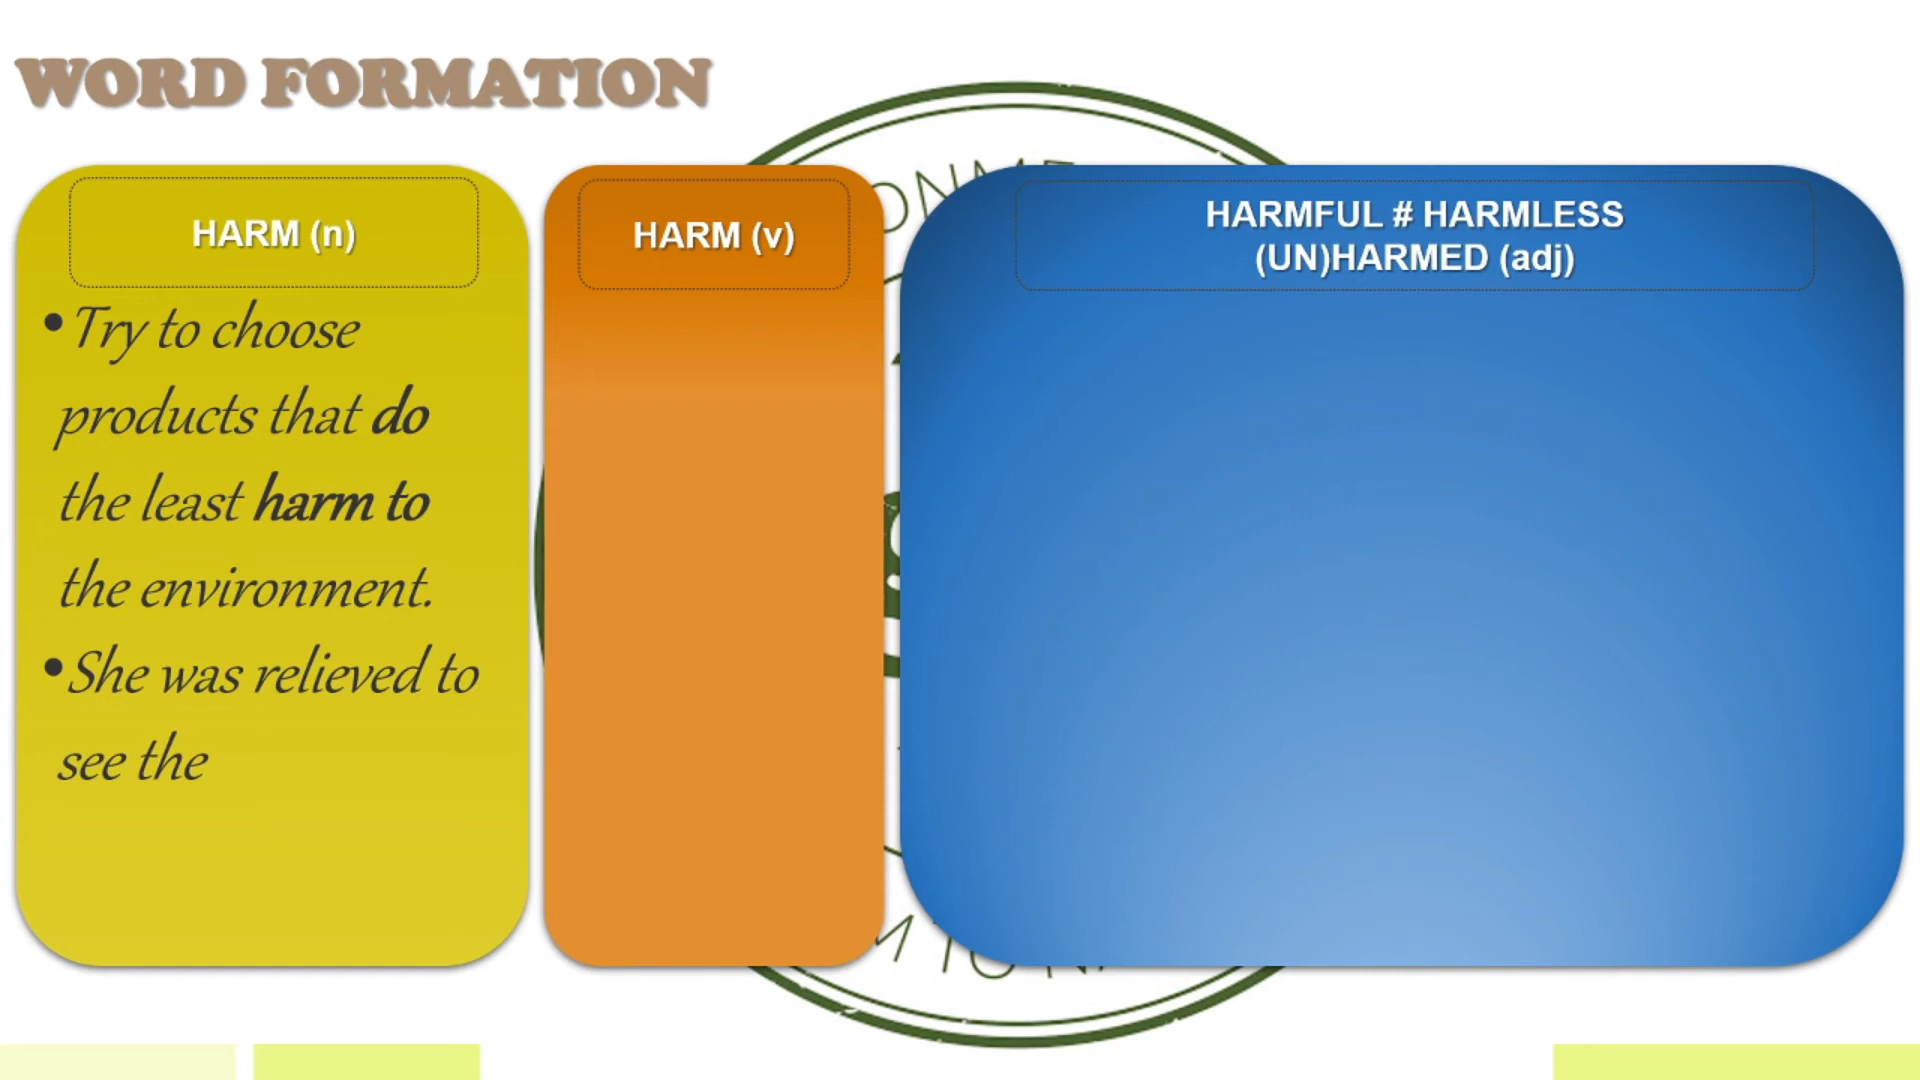 WORD FORMATION
HARM (n)
•Try to choose
products that do
the least harm to
the environment.
•She was relieved to
see the
HARM (v)
HARMFUL # HARMLESS
(UN)HARMED (adj)